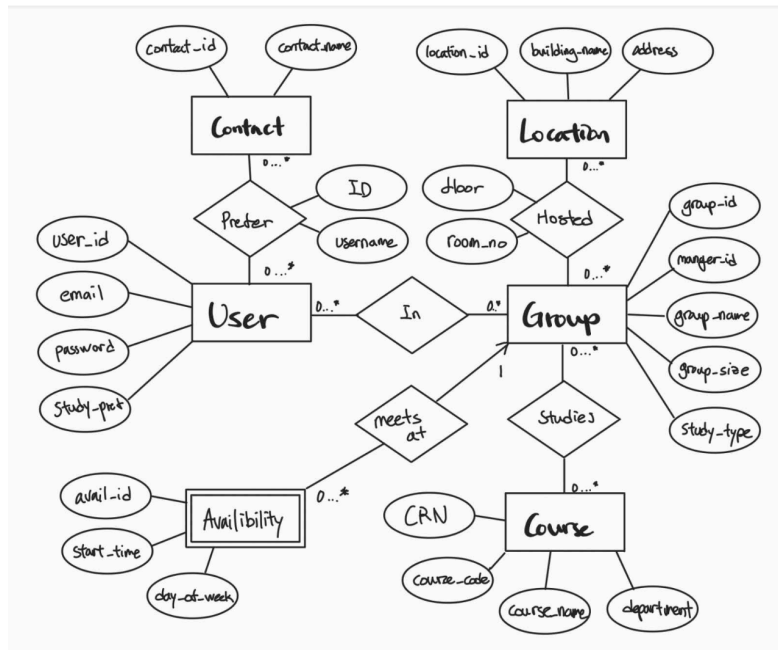 contact_id
contact_name
location_id
building_name
address
Contact
Location
0...*
0...*
ID
floor
Prefer
Hosted
group_id
username
room_no
user_id
manger_id
0...*
0...*
email
User
0...*
In
0.*
Group
group_name
password
1
0...*
group_size
study_pref
meets
at
Studies
study_type
avail_id
0...*
0...*
Availibility
CRN
Course
start_time
course_code
day_of_week
course_name
department